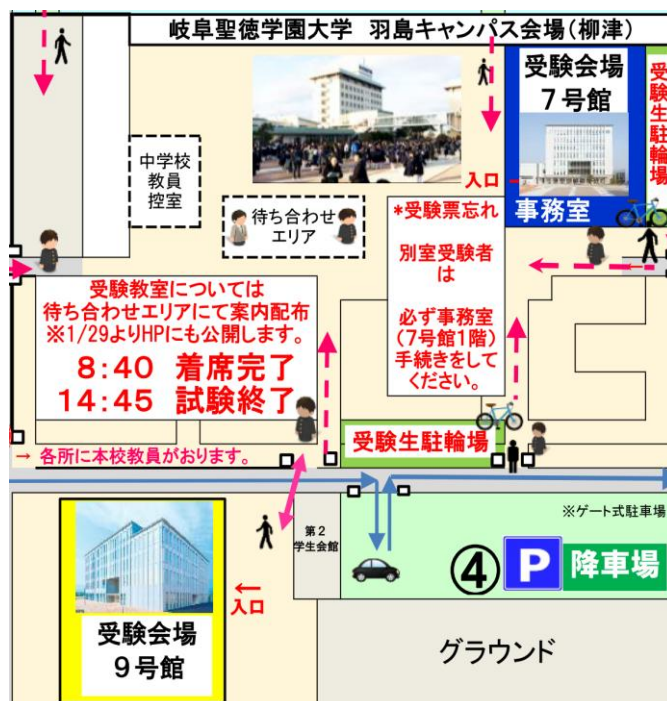 岐阜聖徳学園大学 羽島キャンパス会場(柳津)
受験会場
7号館
受験生駐輪場
中学校
教員
控室
待ち合わせ
エリア
入口
事務室
*受験票忘れ
別室受験者
は
必ず事務室
(7号館1階)
手続きをして
ください。
受験教室については
待ち合わせエリアにて案内配布
※1/29よりHPにも公開します。
8:40 着席完了
14:45 試験終了
→ 各所に本校教員がおります。
受験生駐輪場
※ゲート式駐車場
第2
学生会館
④ P 降車場
入口
受験会場
9号館
グラウンド